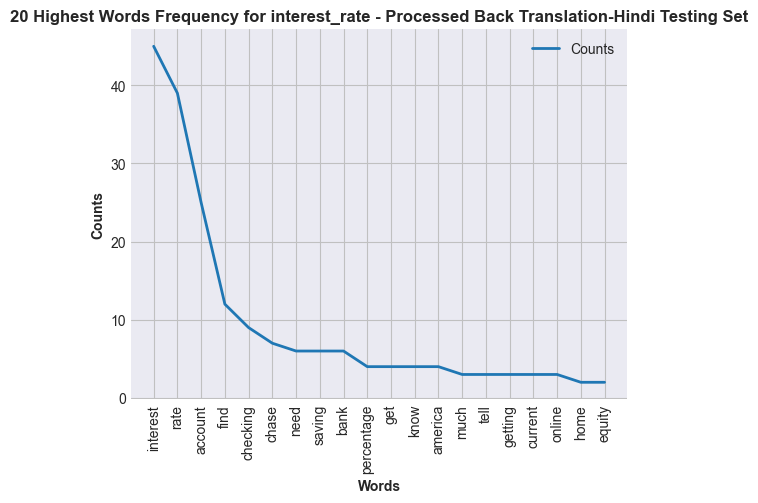 20 Highest Words Frequency for interest_rate - Processed Back Translation-Hindi Testing Set
Counts
40
30
20
10
0
Counts
interest
rate
account
find
checking
chase
need
saving
bank
percentage
get
know
america
much
tell
getting
current
online
home
equity
Words